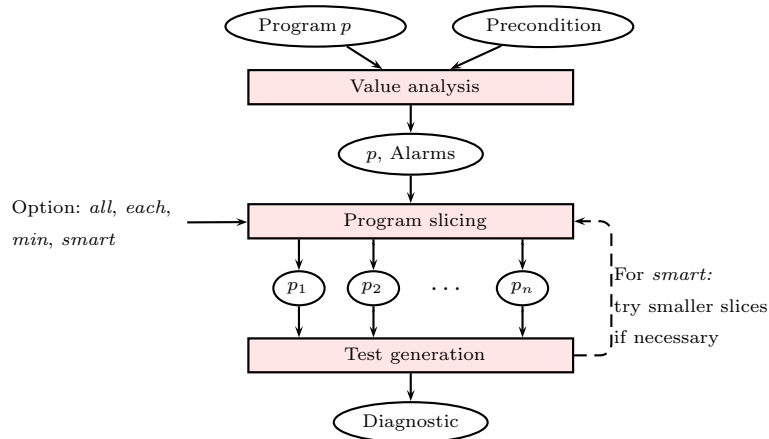 Program p
Precondition
Value analysis
p, Alarms
Option: all, each,
min, smart
Program slicing
p₁
p₂
· · ·
pₙ
For smart:
try smaller slices
if necessary
Test generation
Diagnostic